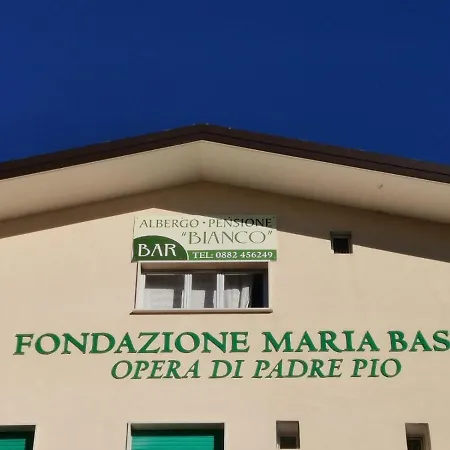 ALBERGO • PENSIONE
"BIANCO"
BAR
TEL: 0882 456249
FONDAZIONE MARIA BAS
OPERA DI PADRE PIO